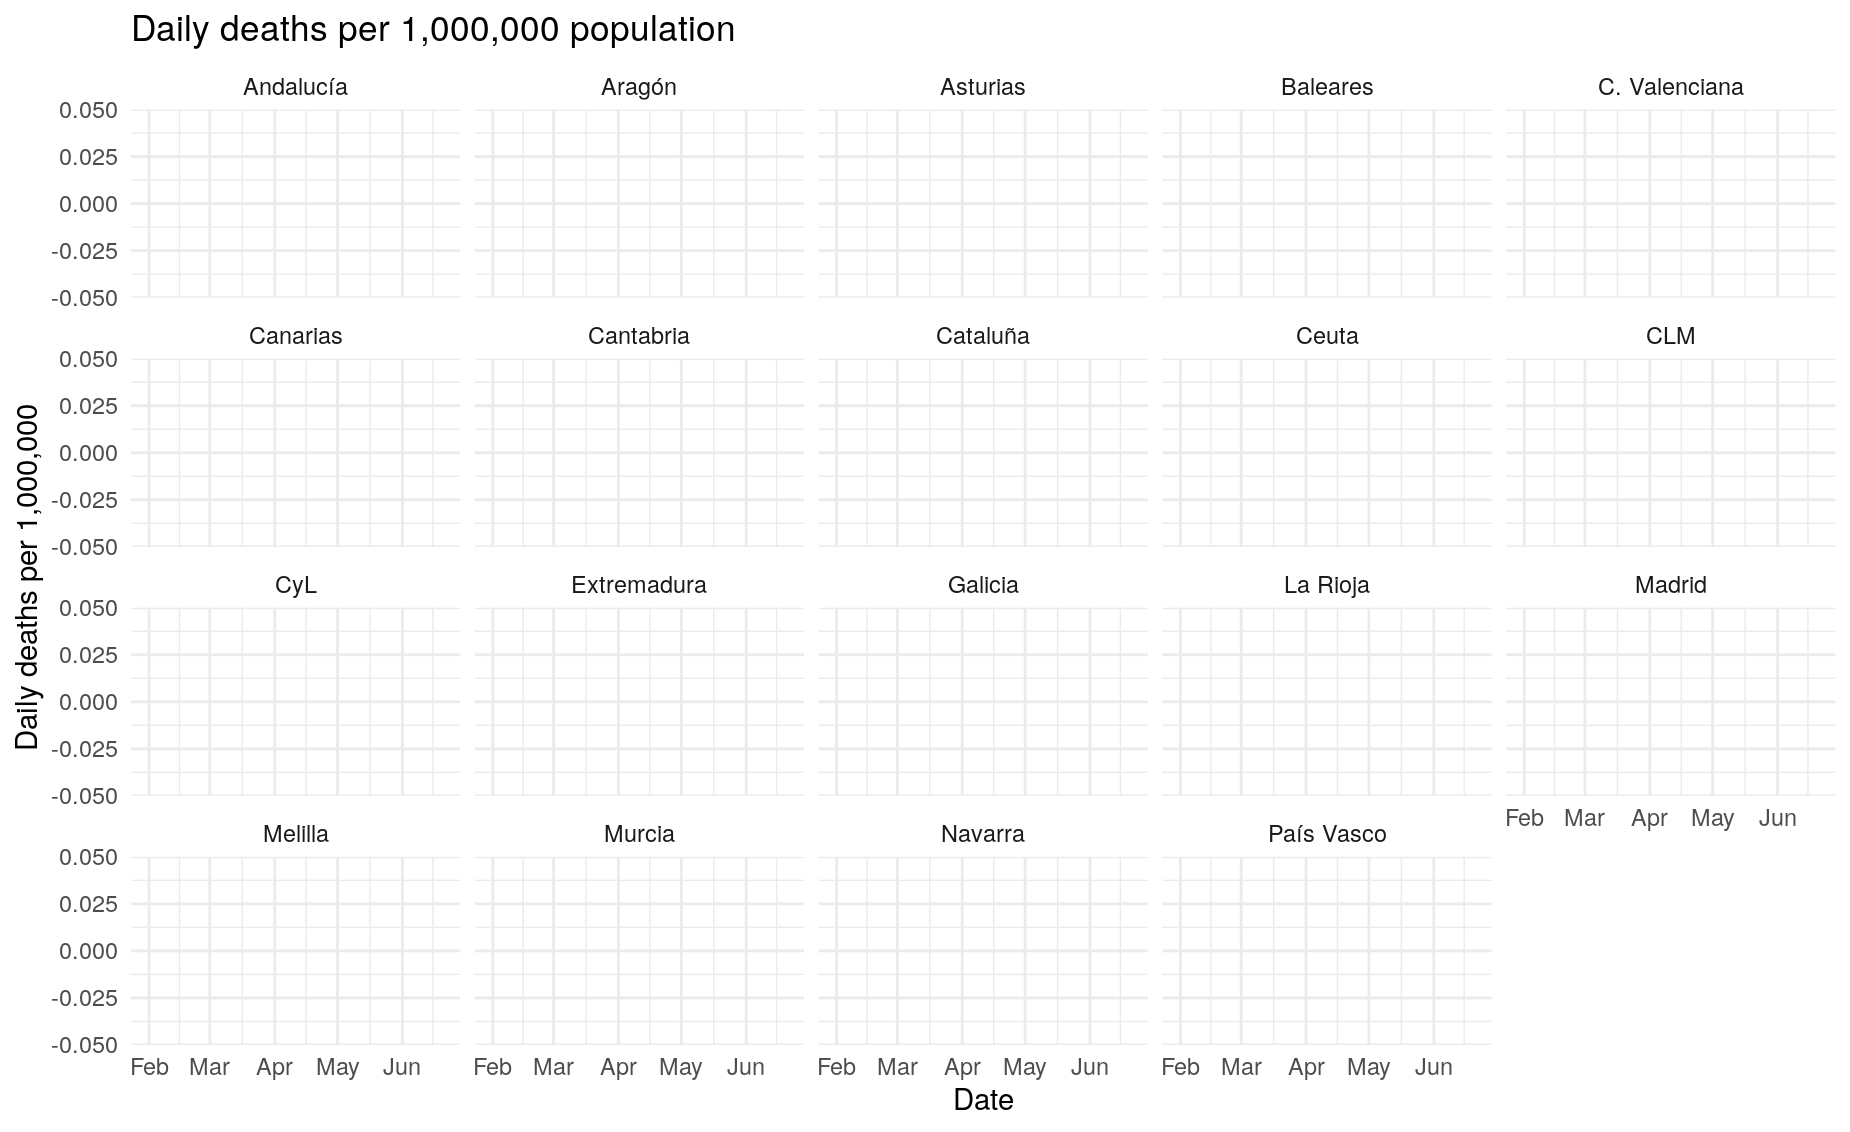 Daily deaths per 1,000,000 population
Andalucía Aragón Asturias Baleares C. Valenciana
0.050
0.025
0.000
-0.025
-0.050
Canarias Cantabria Cataluña Ceuta CLM
0.050
0.025
0.000
-0.025
-0.050
Daily deaths per 1,000,000
CyL Extremadura Galicia La Rioja Madrid
0.050
0.025
0.000
-0.025
-0.050
Feb Mar Apr May Jun
Melilla Murcia Navarra País Vasco
0.050
0.025
0.000
-0.025
-0.050
Feb Mar Apr May Jun Feb Mar Apr May Jun Feb Mar Apr May Jun Feb Mar Apr May Jun
Date